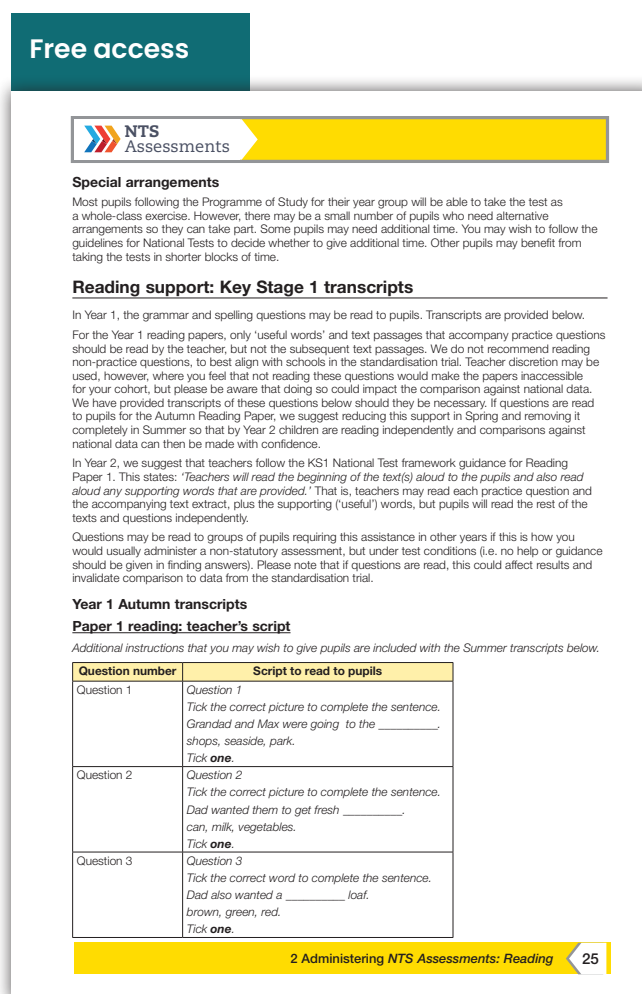 Free access
NTS
Assessments
Special arrangements
Most pupils following the Programme of Study for their year group will be able to take the test as
a whole-class exercise. However, there may be a small number of pupils who need alternative
arrangements so they can take part. Some pupils may need additional time. You may wish to follow the
guidelines for National Tests to decide whether to give additional time. Other pupils may benefit from
taking the tests in shorter blocks of time.
Reading support: Key Stage 1 transcripts
In Year 1, the grammar and spelling questions may be read to pupils. Transcripts are provided below.
For the Year 1 reading papers, only ‘useful words’ and text passages that accompany practice questions
should be read by the teacher, but not the subsequent text passages. We do not recommend reading
non-practice questions, to best align with schools in the standardisation trial. Teacher discretion may be
used, however, where you feel that not reading these questions would make the papers inaccessible
for your cohort, but please be aware that doing so could impact the comparison against national data.
We have provided transcripts of these questions below should they be necessary. If questions are read
to pupils for the Autumn Reading Paper, we suggest reducing this support in Spring and removing it
completely in Summer so that by Year 2 children are reading independently and comparisons against
national data can then be made with confidence.
In Year 2, we suggest that teachers follow the KS1 National Test framework guidance for Reading
Paper 1. This states: ‘Teachers will read the beginning of the text(s) aloud to the pupils and also read
aloud any supporting words that are provided.’ That is, teachers may read each practice question and
the accompanying text extract, plus the supporting (‘useful’) words, but pupils will read the rest of the
texts and questions independently.
Questions may be read to groups of pupils requiring this assistance in other years if this is how you
would usually administer a non-statutory assessment, but under test conditions (i.e. no help or guidance
should be given in finding answers). Please note that if questions are read, this could affect results and
invalidate comparison to data from the standardisation trial.
Year 1 Autumn transcripts
Paper 1 reading: teacher’s script
Additional instructions that you may wish to give pupils are included with the Summer transcripts below.
Question number Script to read to pupils
Question 1 Question 1
Tick the correct picture to complete the sentence.
Grandad and Max were going to the __________.
shops, seaside, park.
Tick one.
Question 2 Question 2
Tick the correct picture to complete the sentence.
Dad wanted them to get fresh __________.
can, milk, vegetables.
Tick one.
Question 3 Question 3
Tick the correct word to complete the sentence.
Dad also wanted a __________ loaf.
brown, green, red.
Tick one.
2 Administering NTS Assessments: Reading 25